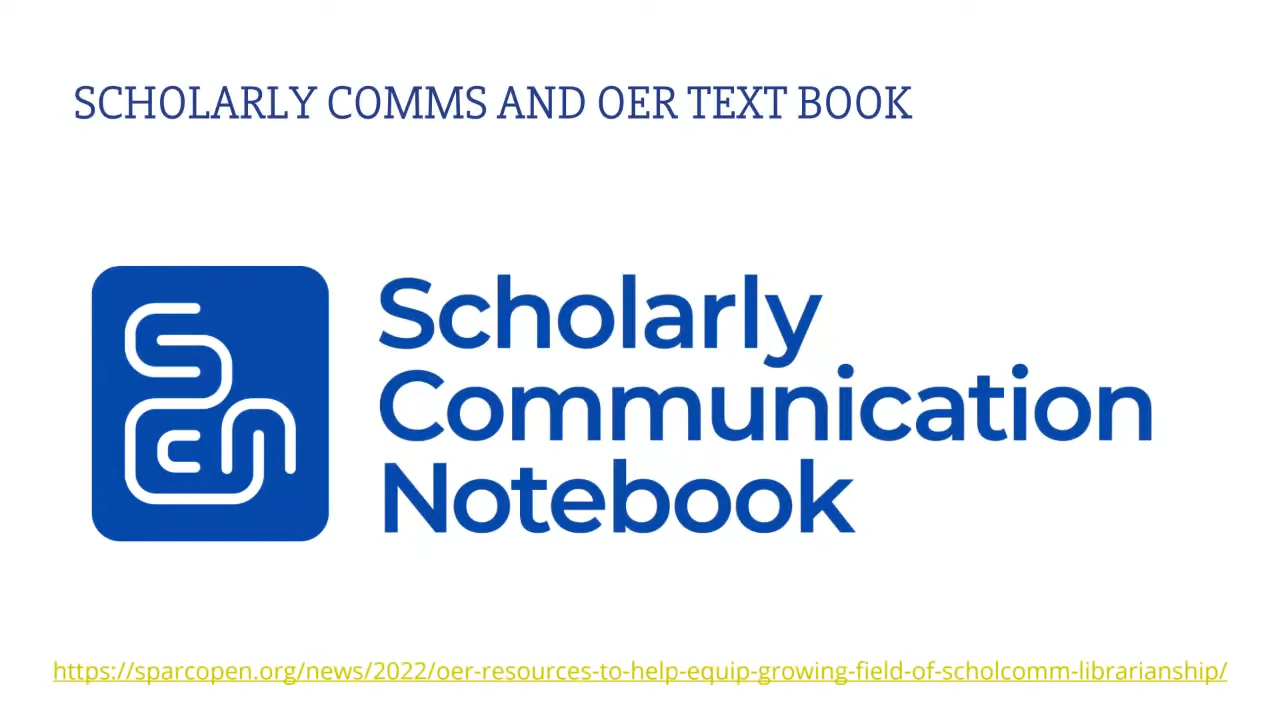 SCHOLARLY COMMS AND OER TEXT BOOK
Scholarly
Communication
Notebook
https://sparcopen.org/news/2022/oer-resources-to-help-equip-growing-field-of-scholcomm-librarianship/